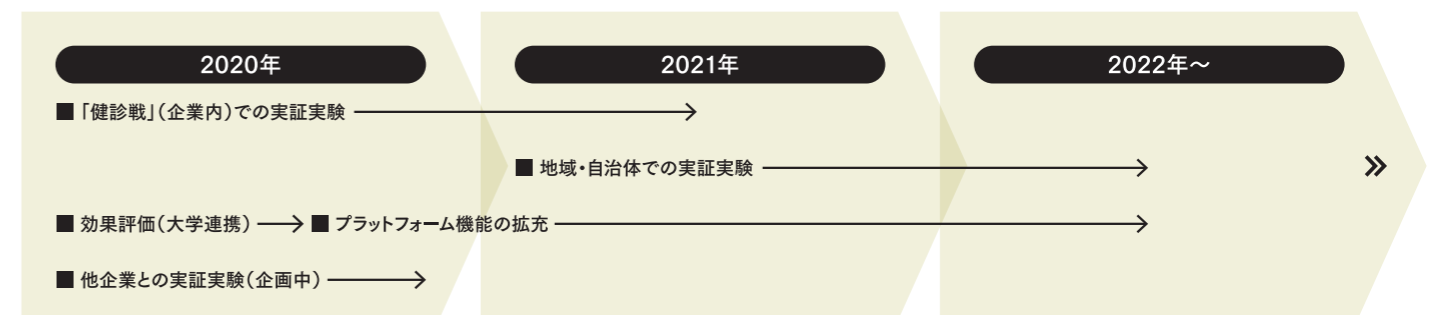 2020年
2021年
2022年～
■「健診戦」(企業内)での実証実験
■ 地域・自治体での実証実験
■ 効果評価(大学連携) ■ プラットフォーム機能の拡充
■ 他企業との実証実験(企画中)